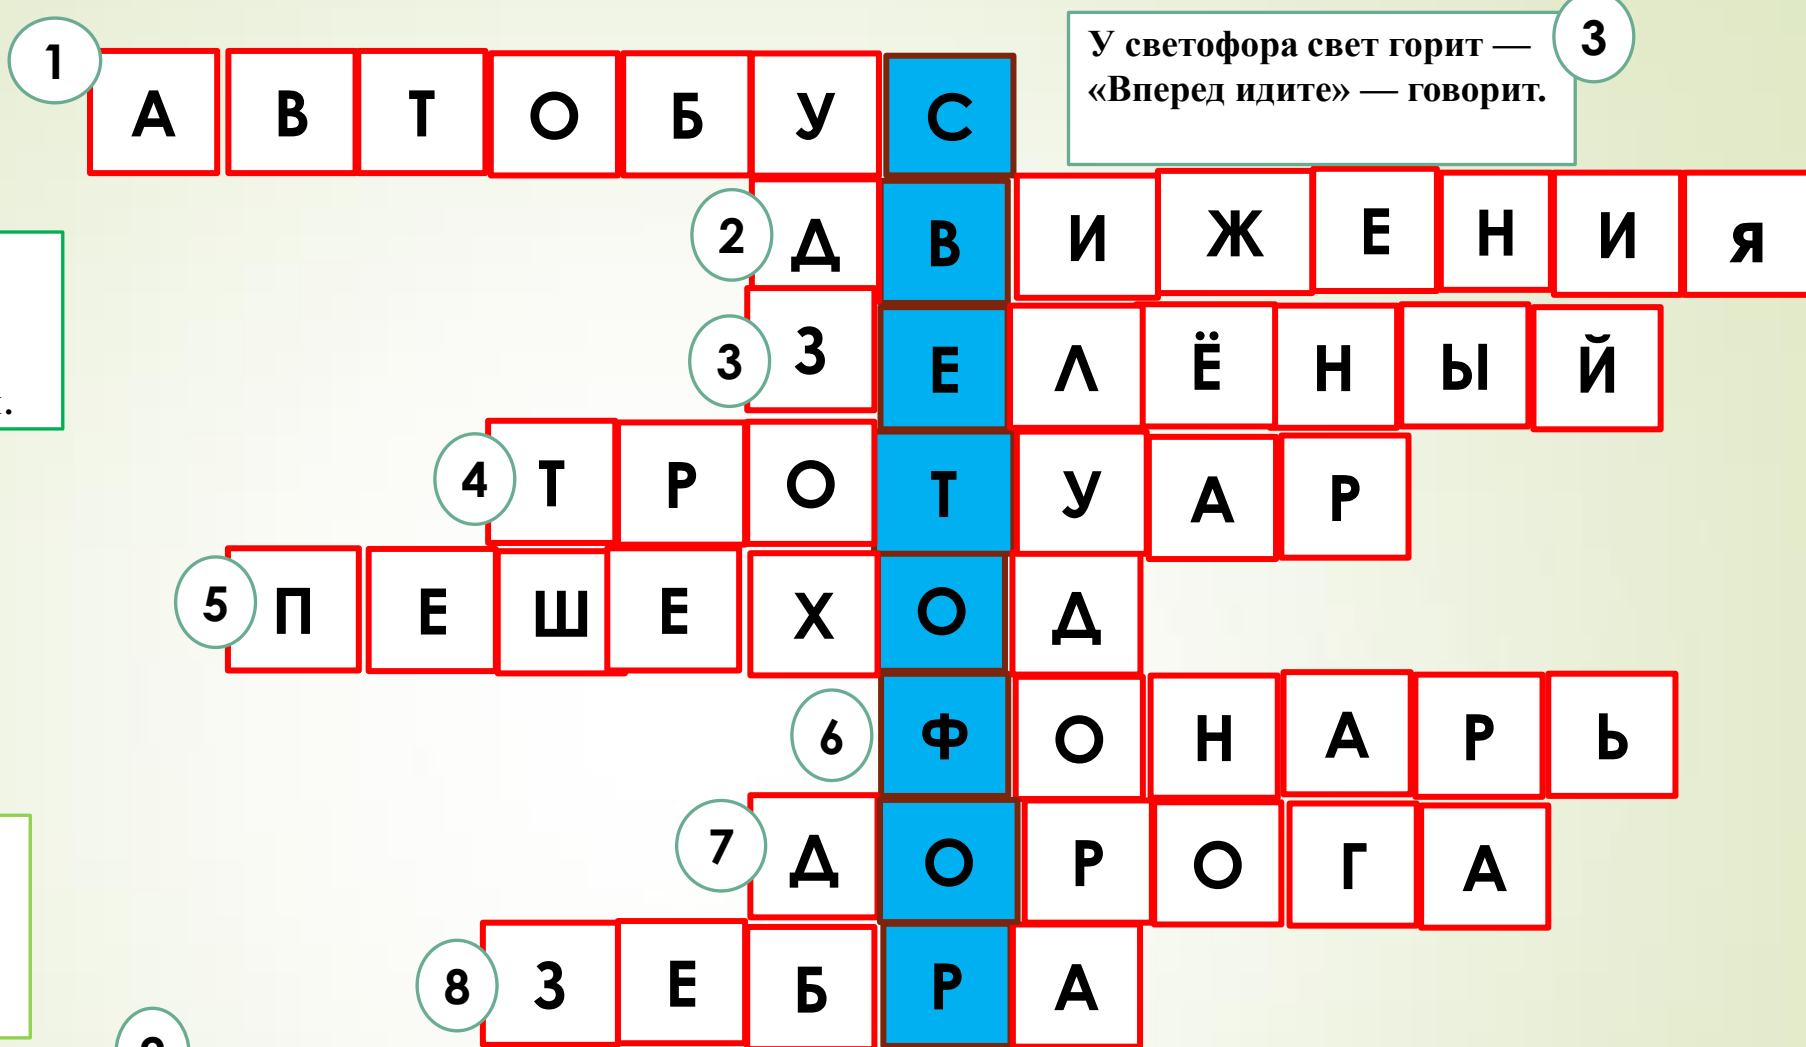 1 АВТОБУС
У светофора свет горит —
«Вперед идите» — говорит.
3
2 ДВИЖЕНИя
3 ЗЕЛЁНЫЙ
4 ТРОТУАР
5 ПЕШЕХОД
6 ФОНАРЬ
7 ДОРОГА
8 ЗЕБРА